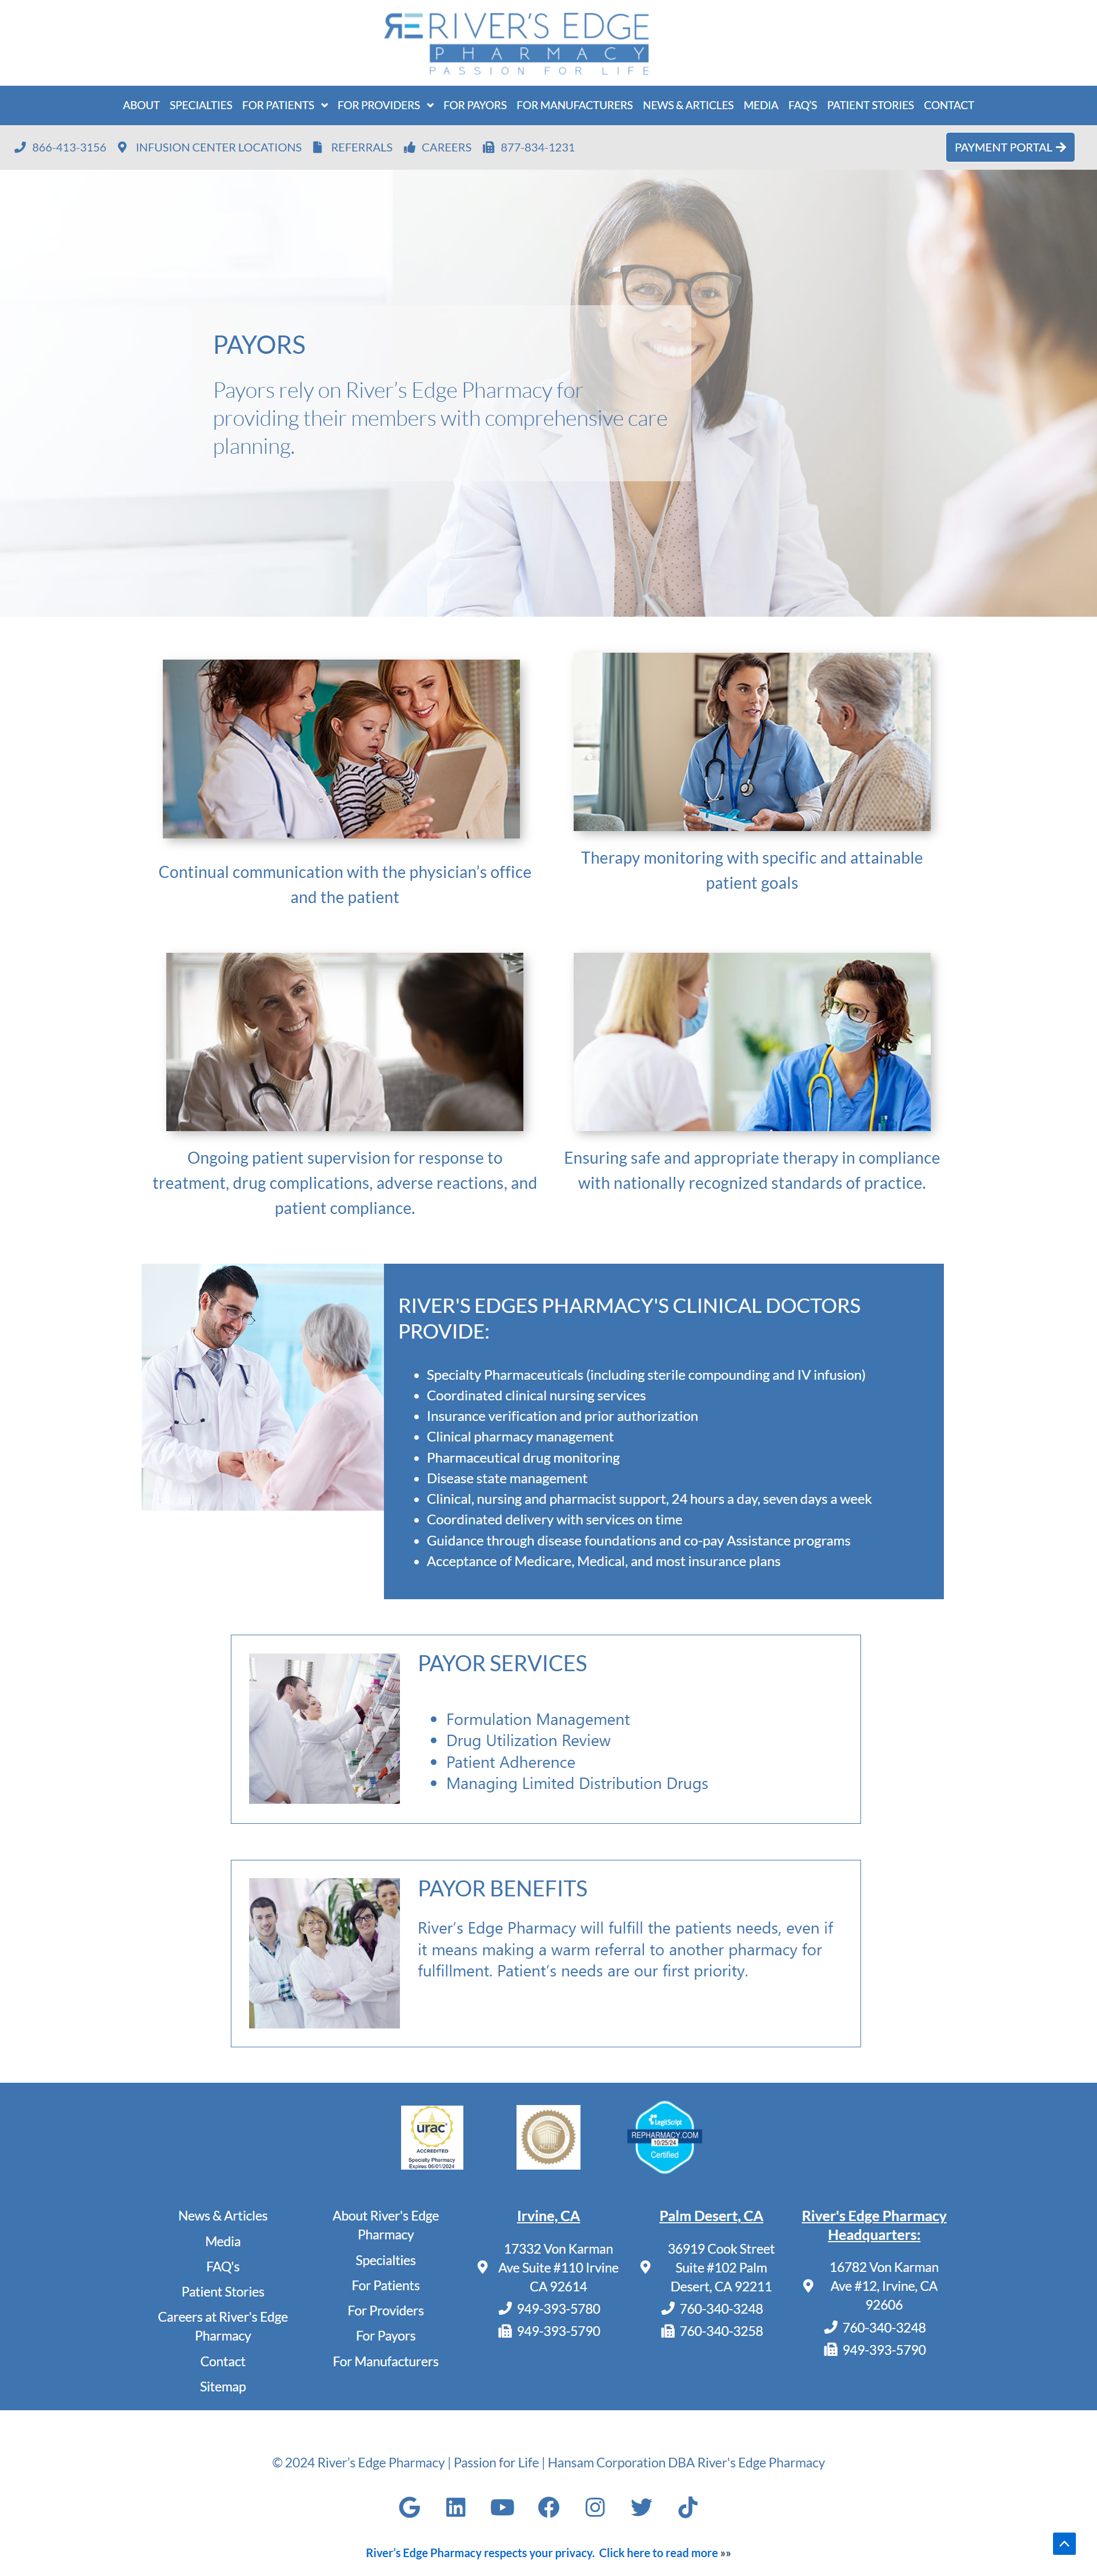 RE RIVER'S EDGE
PHARMACY
PASSION FOR LIFE
ABOUT SPECIALTIES FOR PATIENTS FOR PROVIDERS FOR PAYORS FOR MANUFACTURERS NEWS & ARTICLES MEDIA FAQ'S PATIENT STORIES CONTACT
866-413-3156 INFUSION CENTER LOCATIONS REFERRALS CAREERS 877-834-1231 PAYMENT PORTAL
PAYORS
Payors rely on River's Edge Pharmacy for
providing their members with comprehensive care
planning.
Continual communication with the physician's office
and the patient
Therapy monitoring with specific and attainable
patient goals
Ongoing patient supervision for response to
treatment, drug complications, adverse reactions, and
patient compliance.
Ensuring safe and appropriate therapy in compliance
with nationally recognized standards of practice.
RIVER'S EDGES PHARMACY'S CLINICAL DOCTORS
PROVIDE:
• Specialty Pharmaceuticals (including sterile compounding and IV infusion)
• Coordinated clinical nursing services
• Insurance verification and prior authorization
• Clinical pharmacy management
• Pharmaceutical drug monitoring
• Disease state management
• Clinical, nursing and pharmacist support, 24 hours a day, seven days a week
• Coordinated delivery with services on time
• Guidance through disease foundations and co-pay Assistance programs
• Acceptance of Medicare, Medical, and most insurance plans
PAYOR SERVICES
• Formulation Management
• Drug Utilization Review
• Patient Adherence
• Managing Limited Distribution Drugs
PAYOR BENEFITS
River's Edge Pharmacy will fulfill the patients needs, even if
it means making a warm referral to another pharmacy for
fulfillment. Patient's needs are our first priority.
urac
ACCREDITED
Specialty Pharmacy
Expires 06/01/2024
LegitScript
REPHARMACY.COM
10/25/24
Certified
News & Articles
Media
FAQ's
Patient Stories
Careers at River's Edge
Pharmacy
Contact
Sitemap
About River's Edge
Pharmacy
Specialties
For Patients
For Providers
For Payors
For Manufacturers
Irvine, CA
17332 Von Karman
Ave Suite #110 Irvine
CA 92614
949-393-5780
949-393-5790
Palm Desert, CA
36919 Cook Street
Suite #102 Palm
Desert, CA 92211
760-340-3248
760-340-3258
River's Edge Pharmacy
Headquarters:
16782 Von Karman
Ave #12, Irvine, CA
92606
760-340-3248
949-393-5790
© 2024 River's Edge Pharmacy | Passion for Life | Hansam Corporation DBA River's Edge Pharmacy
River's Edge Pharmacy respects your privacy. Click here to read more »»